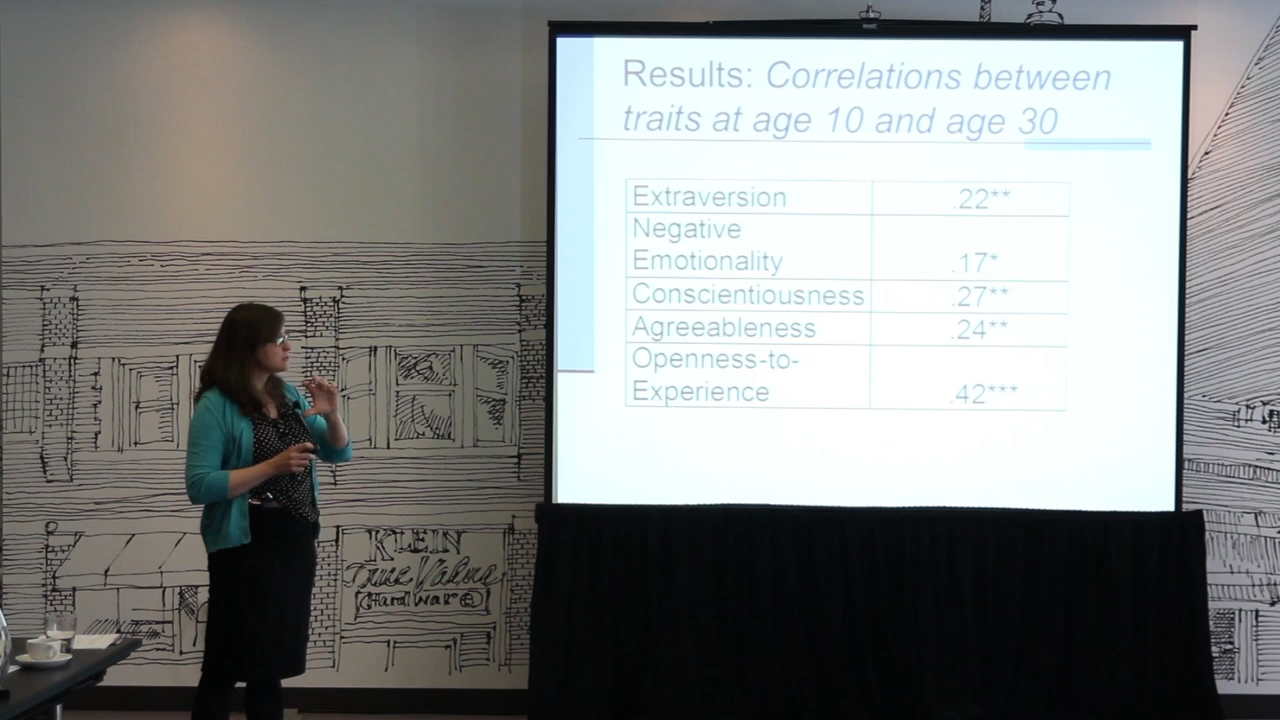 Results: Correlations between
traits at age 10 and age 30
Extraversion .22**
Negative
Emotionality .17*
Conscientiousness .27**
Agreeableness .24**
Openness-to-
Experience .42***
KLEIN
True Value
Hardware